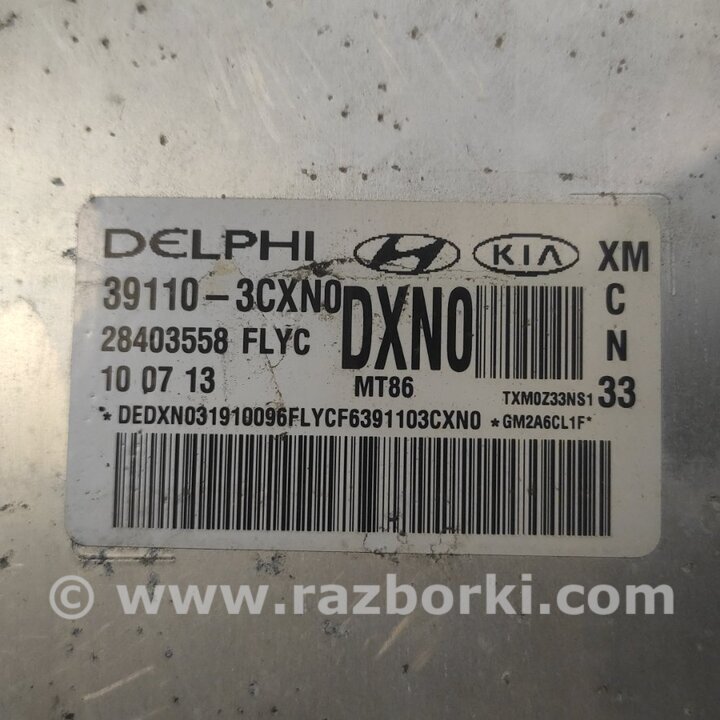 DELPHI H KIA XM
39110-3CXN0 DXN0 C
28403558 FLYC N
10 07 13 MT86 TXM0Z33NS1 33
*DEDXN031910096FLYCF6391103CXN0 *GM2A6CL1F*
© www.razborki.com